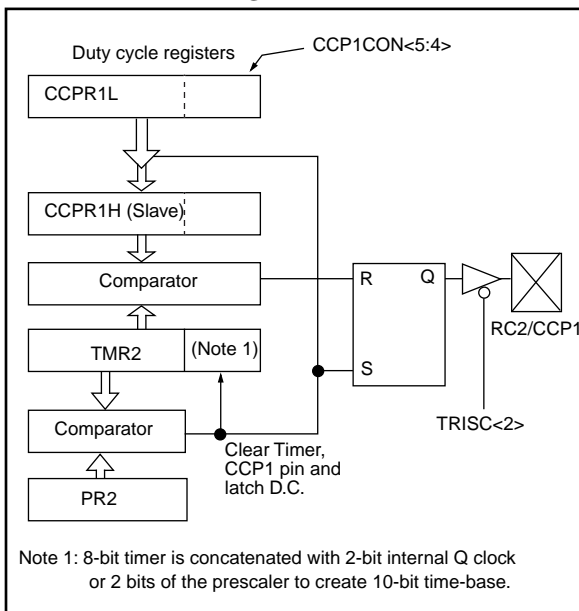 Duty cycle registers
CCP1CON<5:4>
CCPR1L
CCPR1H (Slave)
Comparator
R
Q
RC2/CCP1
TMR2
(Note 1)
S
TRISC<2>
Comparator
Clear Timer,
CCP1 pin and
latch D.C.
PR2
Note 1: 8-bit timer is concatenated with 2-bit internal Q clock
or 2 bits of the prescaler to create 10-bit time-base.